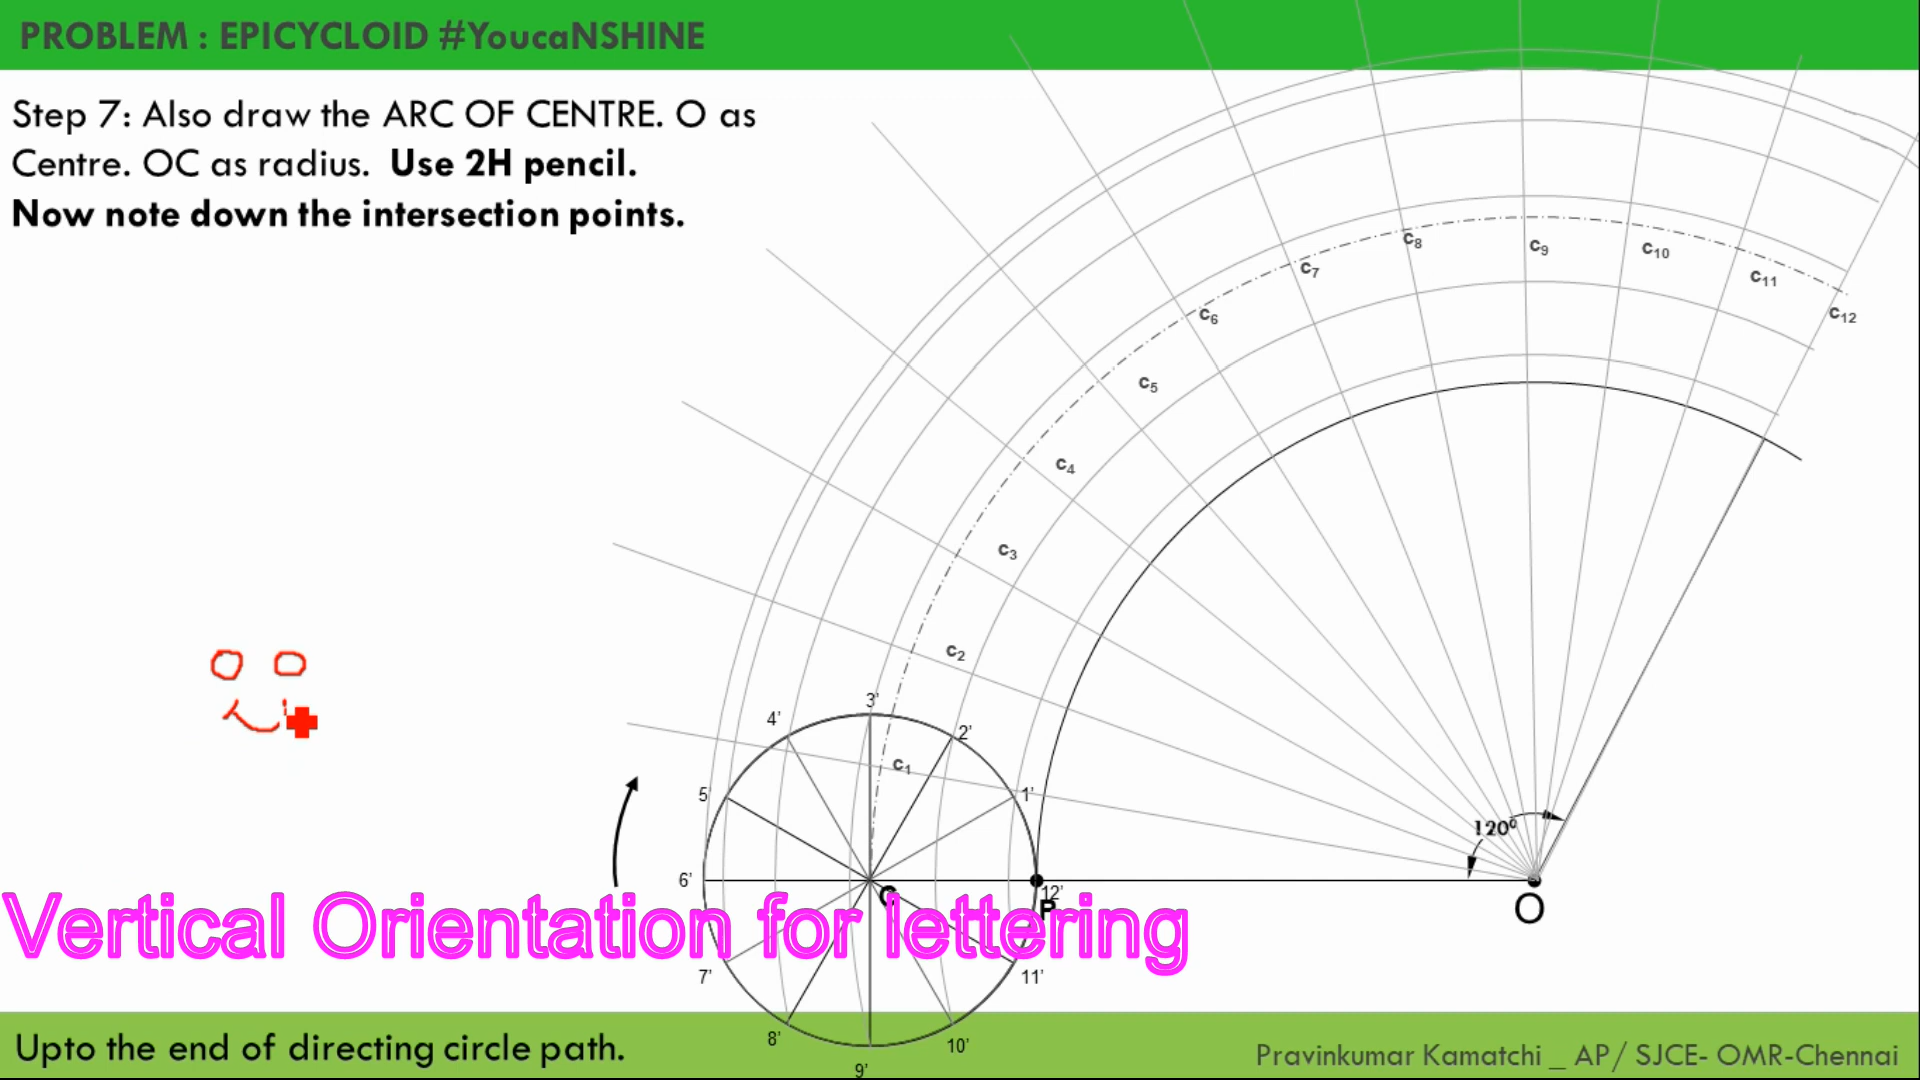 PROBLEM : EPICYCLOID #YoucaNSHINE
Step 7: Also draw the ARC OF CENTRE. O as
Centre. OC as radius. Use 2H pencil.
Now note down the intersection points.
C8
C9
C10
C7
C11
C6
C12
C5
C4
C3
C2
3'
4'
2'
C1
5'
1'
120⁰
6'
C
12'
P
O
Vertical Orientation for lettering
7'
11'
8'
10'
9'
Upto the end of directing circle path.
Pravinkumar Kamatchi _ AP/ SJCE- OMR-Chennai